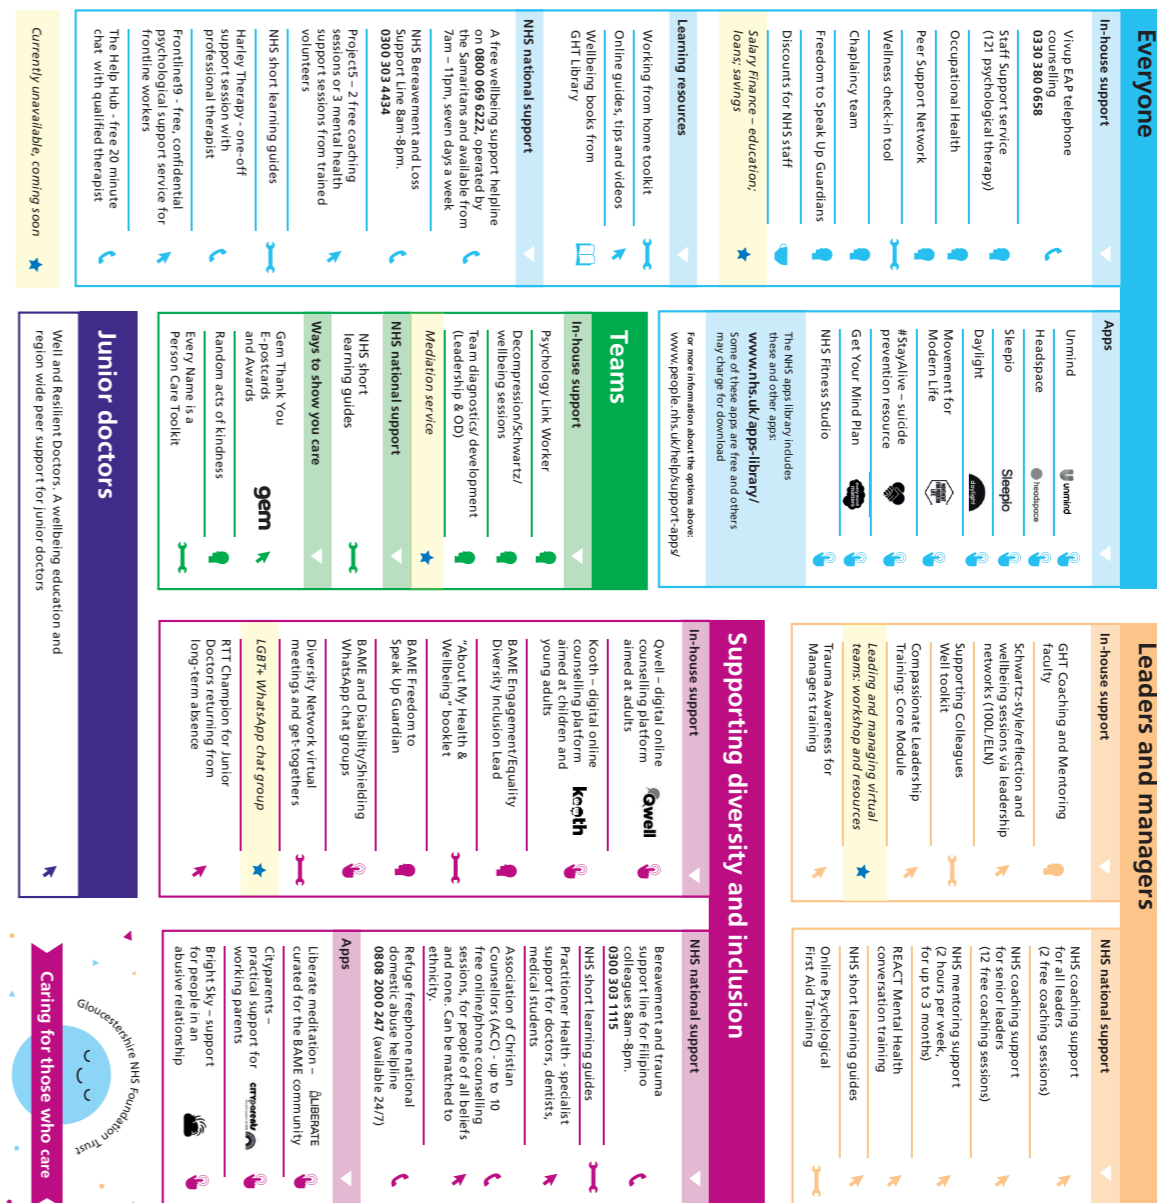 Everyone
In-house support
Vivup EAP telephone
counselling
0330 380 0658
Staff Support service
(121 psychological therapy)
Occupational Health
Peer Support Network
Wellness check-in tool
Chaplaincy team
Freedom to Speak Up Guardians
Discounts for NHS staff
Salary Finance – education;
loans; savings
Learning resources
Working from home toolkit
Online guides, tips and videos
Wellbeing books from
GHT Library
NHS national support
A free wellbeing support helpline
on 0800 069 6222, operated by
the Samaritans and available from
7am – 11pm, seven days a week
NHS Bereavement and Loss
Support Line 8am-8pm.
0300 303 4434
Project5 – 2 free coaching
sessions or 3 mental health
support sessions from trained
volunteers
NHS short learning guides
Harley Therapy - one-off
support session with
professional therapist
Frontline19 - free, confidential
psychological support service for
frontline workers
The Help Hub - free 20 minute
chat with qualified therapist
Currently unavailable, coming soon
Apps
Unmind
unmind
Headspace
headspace
Sleepio
Sleepio
Daylight
daylight
Movement for
Modern Life
#StayAlive – suicide
prevention resource
Get Your Mind Plan
every mind
matters
NHS Fitness Studio
The NHS apps library includes
these and other apps:
www.nhs.uk/apps-library/
Some of these apps are free and others
may charge for download
For more information about the options above:
www.people.nhs.uk/help/support-apps/
Teams
In-house support
Psychology Link Worker
Decompression/Schwartz/
wellbeing sessions
Team diagnostics/ development
(Leadership & OD)
Mediation service
NHS national support
NHS short
learning guides
Ways to show you care
Gem Thank You
E-postcards
and Awards
gem
Random acts of kindness
Every Name is a
Person Care Toolkit
Junior doctors
Well and Resilient Doctors. A wellbeing education and
region wide peer support for junior doctors
Leaders and managers
In-house support
GHT Coaching and Mentoring
faculty
Schwartz-style/reflection and
wellbeing sessions via leadership
networks (100L/ELN)
Supporting Colleagues
Well toolkit
Compassionate Leadership
Training: Core Module
Leading and managing virtual
teams: workshop and resources
Trauma Awareness for
Managers training
NHS national support
NHS coaching support
for all leaders
(2 free coaching sessions)
NHS coaching support
for senior leaders
(12 free coaching sessions)
NHS mentoring support
(2 hours per week,
for up to 3 months)
REACT Mental Health
conversation training
NHS short learning guides
Online Psychological
First Aid Training
Supporting diversity and inclusion
In-house support
Qwell – digital online
counselling platform
aimed at adults
Qwell
Kooth – digital online
counselling platform
aimed at children and
young adults
kooth
BAME Engagement/Equality
Diversity Inclusion Lead
“About My Health &
Wellbeing” booklet
BAME Freedom to
Speak Up Guardian
BAME and Disability/Shielding
WhatsApp chat groups
Diversity Network virtual
meetings and get-togethers
LGBT+ WhatsApp chat group
RTT Champion for Junior
Doctors returning from
long-term absence
NHS national support
Bereavement and trauma
support line for Filipino
colleagues 8am-8pm.
0300 303 1115
NHS short learning guides
Practitioner Health - specialist
support for doctors, dentists,
medical students
Association of Christian
Counsellors (ACC) - up to 10
free online/phone counselling
sessions, for people of all beliefs
and none. Can be matched to
ethnicity.
Refuge freephone national
domestic abuse helpline
0808 2000 247 (available 24/7)
Apps
Liberate meditation –
curated for the BAME community
LIBERATE
Cityparents –
practical support for
working parents
cityparents
Bright Sky – support
for people in an
abusive relationship
Gloucestershire NHS Foundation Trust
Caring for those who care